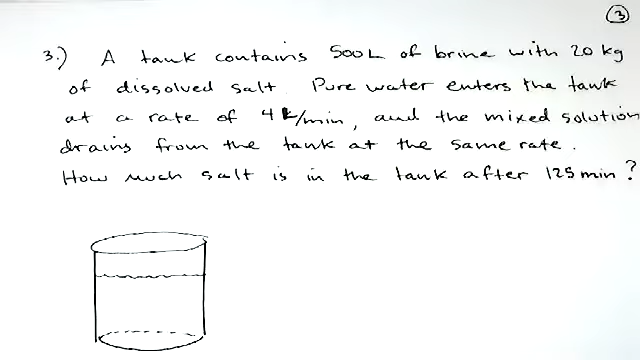 3
3.) A tank contains 500L of brine with 20 kg
of dissolved salt. Pure water enters the tank
at a rate of 4 L/min, and the mixed solution
drains from the tank at the same rate.
How much salt is in the tank after 125 min?